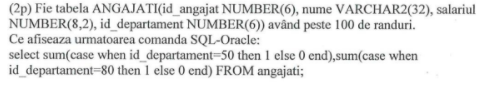 (2p) Fie tabela ANGAJATI(id_angajat NUMBER(6), nume VARCHAR2(32), salariul
NUMBER(8,2), id_departament NUMBER(6)) având peste 100 de randuri.
Ce afiseaza urmatoarea comanda SQL-Oracle:
select sum(case when id_departament=50 then 1 else 0 end),sum(case when
id_departament=80 then 1 else 0 end) FROM angajati;